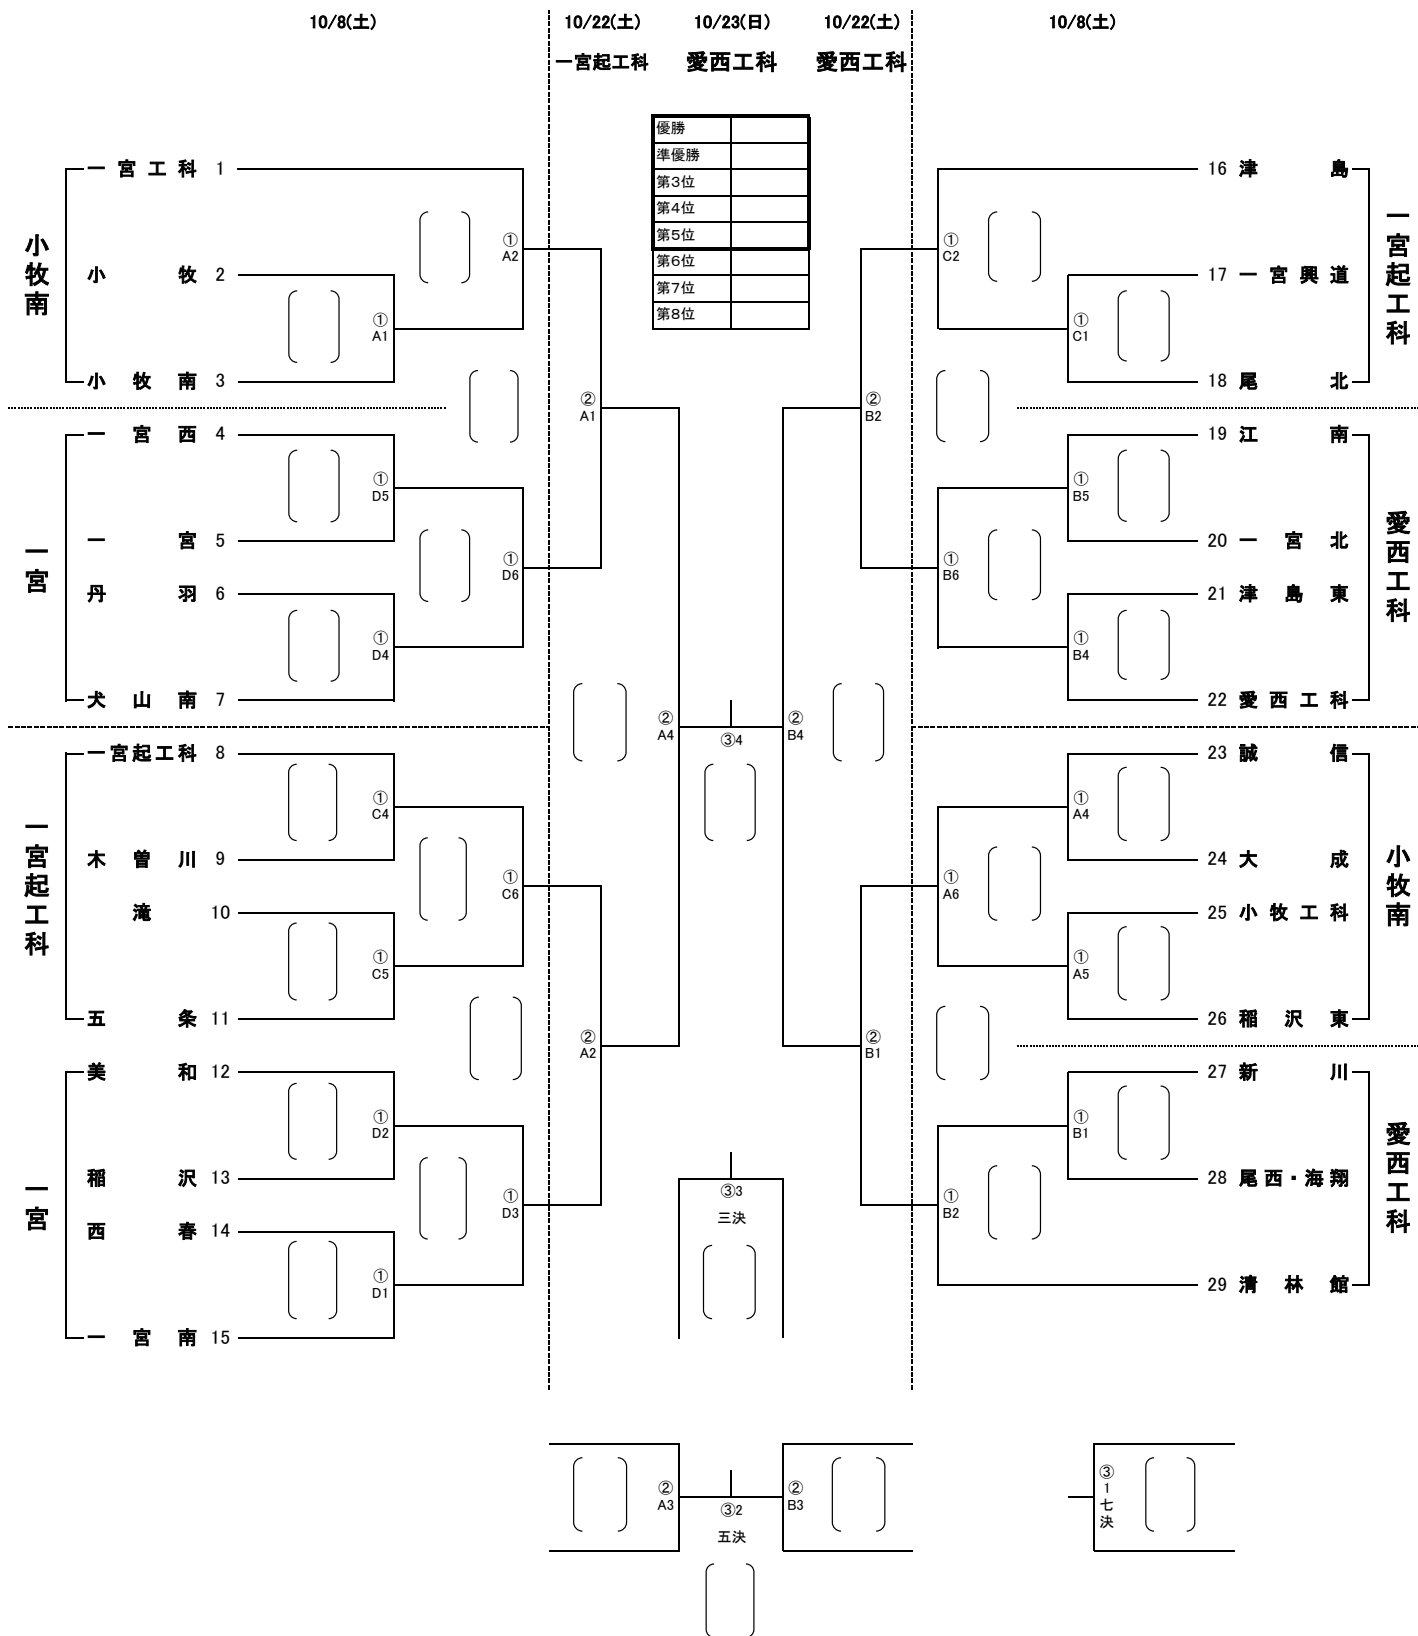 10/8(土) 10/22(土) 10/23(日) 10/22(土) 10/8(土)
一宮起工科 愛西工科 愛西工科
優勝
準優勝
第3位
第4位
第5位
第6位
第7位
第8位
小牧南
一宮工科 1
小牧 2
小牧南 3
① A2
① A1
一宮
一宮西 4
一宮 5
丹羽 6
犬山南 7
① D5
① D6
① D4
② A1
一宮起工科
一宮起工科 8
木曽川 9
滝 10
五条 11
① C4
① C6
① C5
一宮
美和 12
稲沢 13
西春 14
一宮南 15
① D2
① D3
① D1
② A2
② A4
③4
② B4
③3
三決
一宮起工科
16 津島
17 一宮興道
18 尾北
① C2
① C1
② B2
愛西工科
19 江南
20 一宮北
21 津島東
22 愛西工科
① B5
① B6
① B4
小牧南
23 誠信
24 大成
25 小牧工科
26 稲沢東
① A4
① A6
① A5
② B1
愛西工科
27 新川
28 尾西・海翔
29 清林館
① B1
① B2
② A3
③2
五決
② B3
③1七決